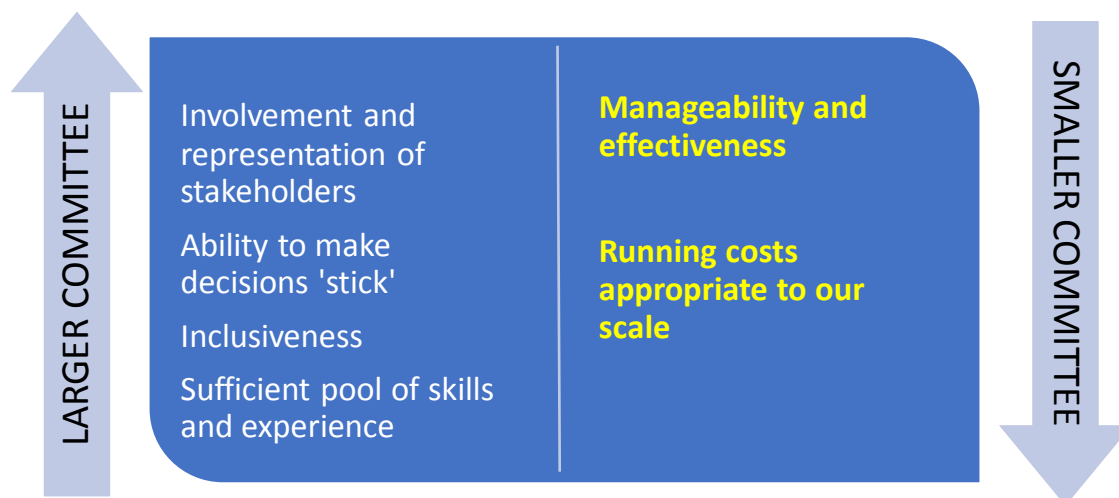 LARGER COMMITTEE
Involvement and
representation of
stakeholders
Ability to make
decisions 'stick'
Inclusiveness
Sufficient pool of skills
and experience
Manageability and
effectiveness
Running costs
appropriate to our
scale
SMALLER COMMITTEE